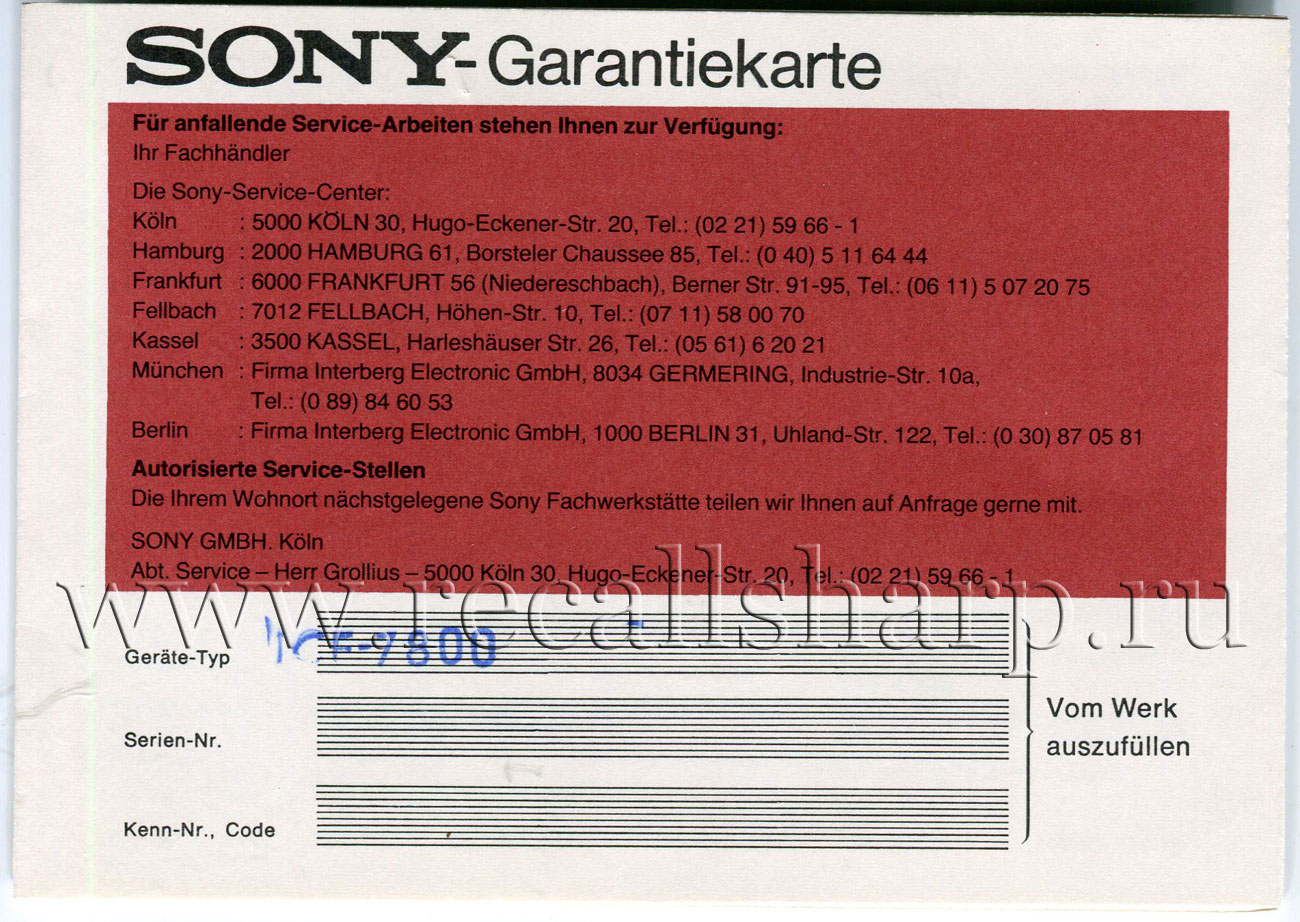 SONY-Garantiekarte
Für anfallende Service-Arbeiten stehen Ihnen zur Verfügung:
Ihr Fachhändler
Die Sony-Service-Center:
Köln : 5000 KÖLN 30, Hugo-Eckener-Str. 20, Tel.: (02 21) 59 66 - 1
Hamburg : 2000 HAMBURG 61, Borsteler Chaussee 85, Tel.: (0 40) 5 11 64 44
Frankfurt : 6000 FRANKFURT 56 (Niedereschbach), Berner Str. 91-95, Tel.: (06 11) 5 07 20 75
Fellbach : 7012 FELLBACH, Höhen-Str. 10, Tel.: (07 11) 58 00 70
Kassel : 3500 KASSEL, Harleshäuser Str. 26, Tel.: (05 61) 6 20 21
München : Firma Interberg Electronic GmbH, 8034 GERMERING, Industrie-Str. 10a,
Tel.: (0 89) 84 60 53
Berlin : Firma Interberg Electronic GmbH, 1000 BERLIN 31, Uhland-Str. 122, Tel.: (0 30) 87 05 81
Autorisierte Service-Stellen
Die Ihrem Wohnort nächstgelegene Sony Fachwerkstätte teilen wir Ihnen auf Anfrage gerne mit.
SONY GMBH. Köln
Abt. Service – Herr Grollius – 5000 Köln 30, Hugo-Eckener-Str. 20, Tel.: (02 21) 59 66 - 1
www.recallsharp.ru
Geräte-Typ
Serien-Nr.
Kenn-Nr., Code
Vom Werk
auszufüllen